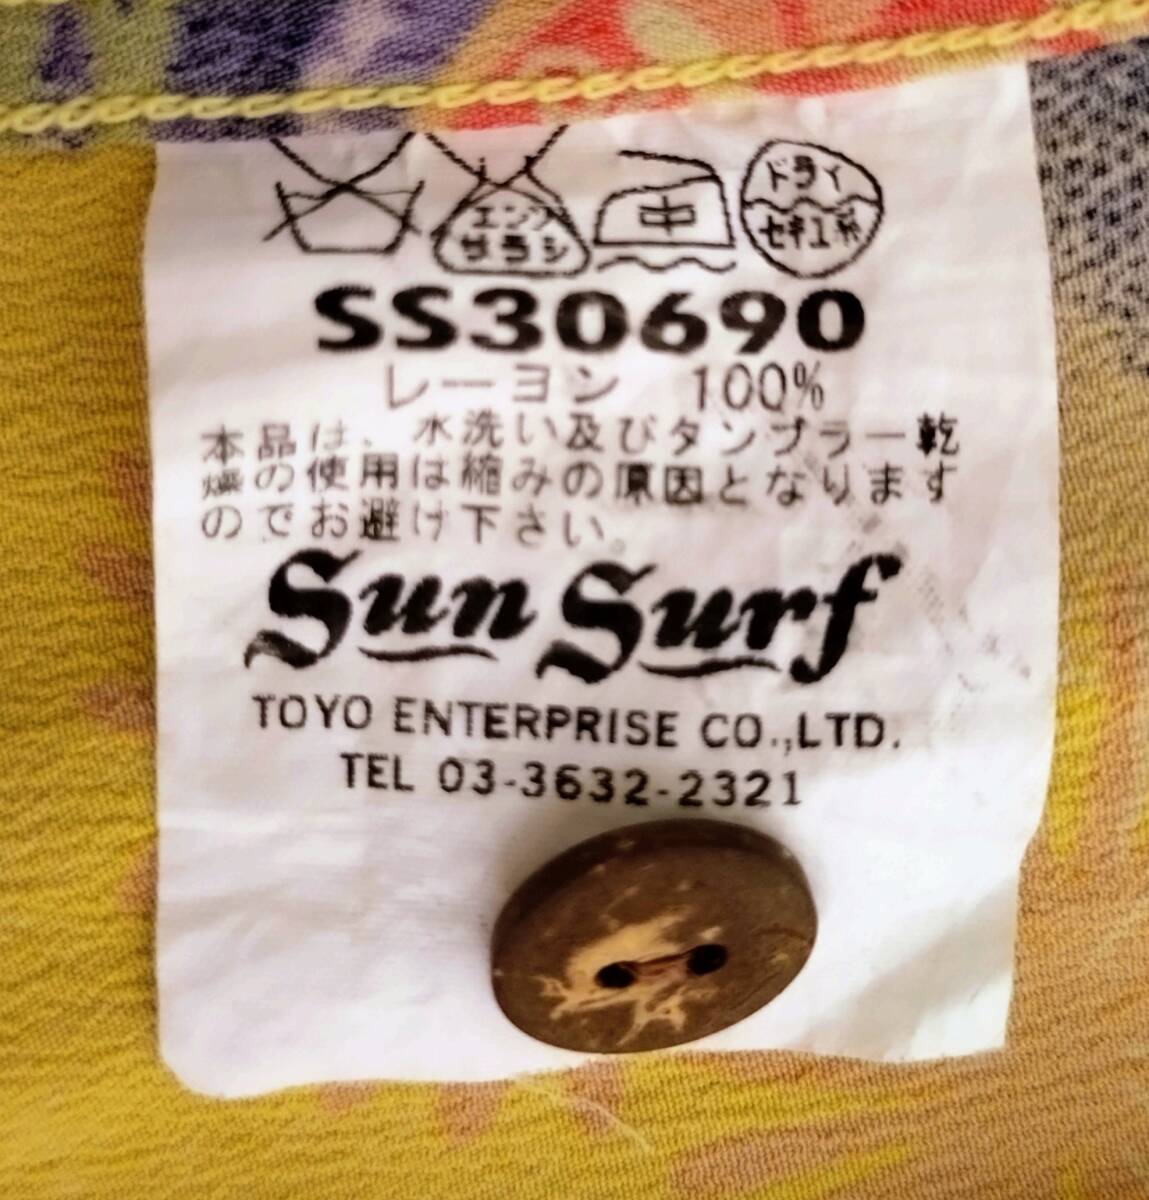 エンソ
サラシ
中
ドライ
セキユ系
SS30690
レーヨン 100%
本品は、水洗い及びタンブラー乾
燥の使用は縮みの原因となります
のでお避け下さい。
Sun Surf
TOYO ENTERPRISE CO.,LTD.
TEL 03-3632-2321